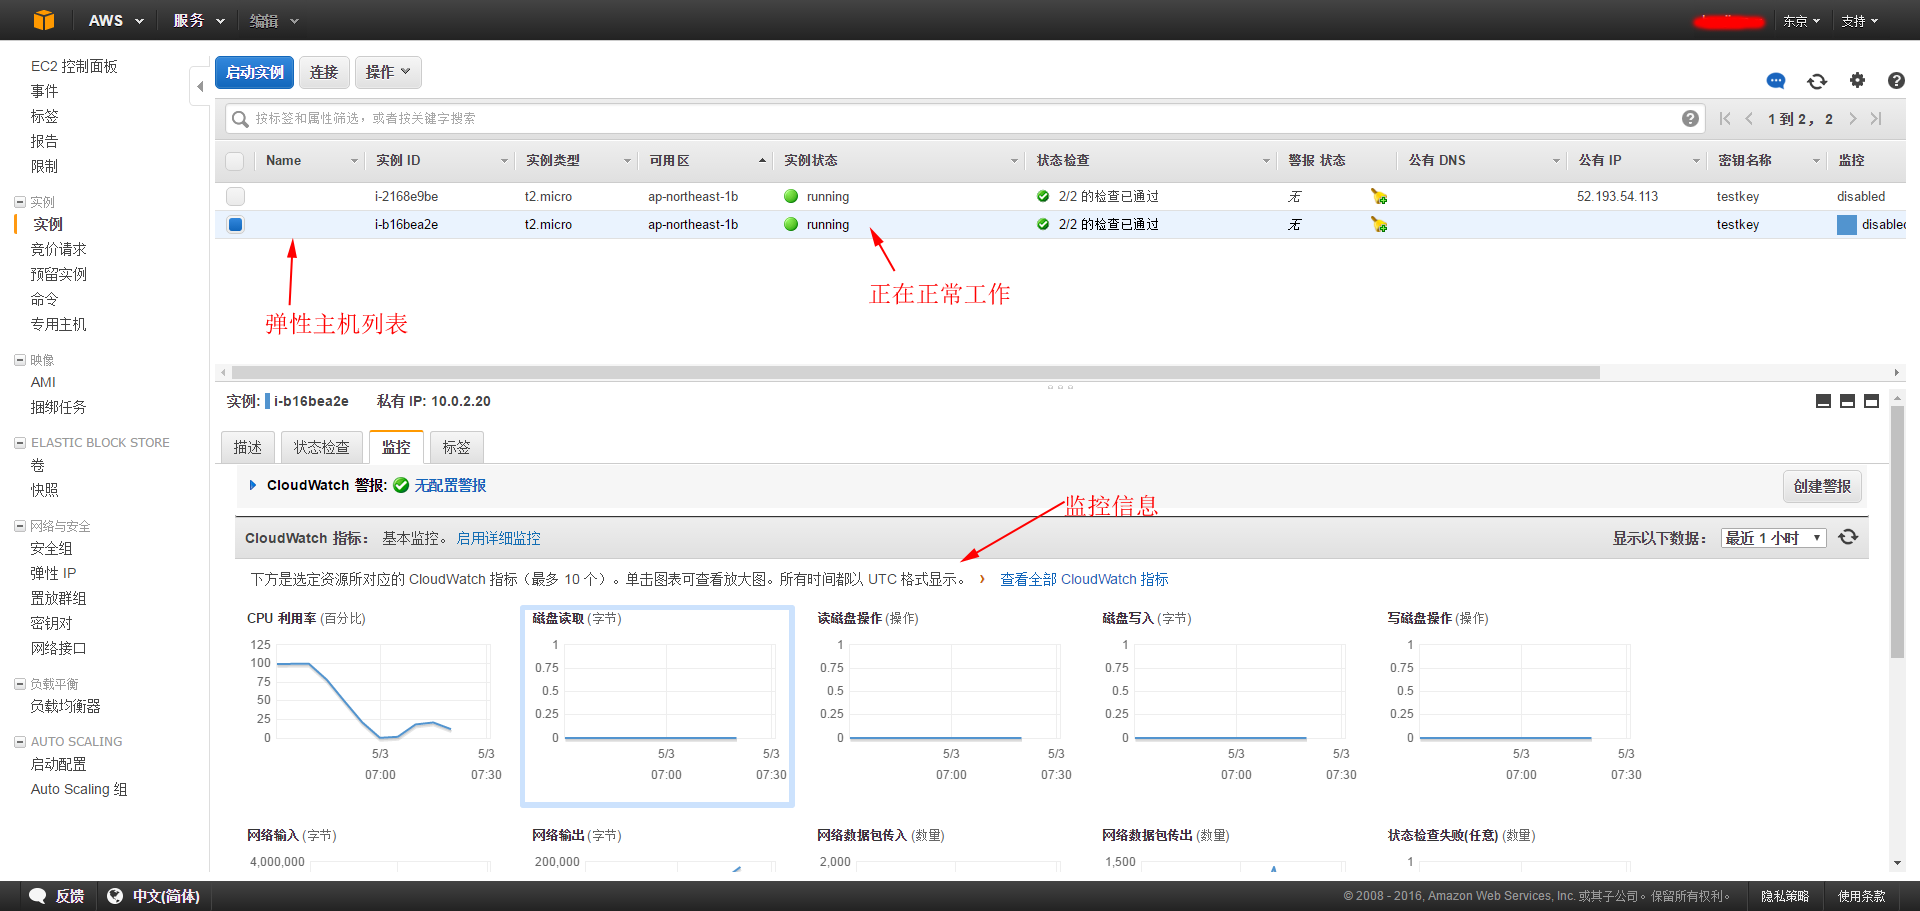 AWS 服务 编辑 东京 支持
EC2 控制面板
事件
标签
报告
限制
实例
实例
竞价请求
预留实例
命令
专用主机
映像
AMI
捆绑任务
ELASTIC BLOCK STORE
卷
快照
网络与安全
安全组
弹性 IP
置放群组
密钥对
网络接口
负载平衡
负载均衡器
AUTO SCALING
启动配置
Auto Scaling 组
启动实例 连接 操作
按标签和属性筛选，或者按关键字搜索 1 到 2， 2
Name 实例 ID 实例类型 可用区 实例状态 状态检查 警报 状态 公有 DNS 公有 IP 密钥名称 监控
i-2168e9be t2.micro ap-northeast-1b running 2/2 的检查已通过 无 52.193.54.113 testkey disabled
i-b16bea2e t2.micro ap-northeast-1b running 2/2 的检查已通过 无 testkey disabled
正在正常工作
弹性主机列表
实例: i-b16bea2e 私有 IP: 10.0.2.20
描述 状态检查 监控 标签
CloudWatch 警报: 无配置警报 创建警报
监控信息
CloudWatch 指标： 基本监控。 启用详细监控 显示以下数据： 最近 1 小时
下方是选定资源所对应的 CloudWatch 指标（最多 10 个）。单击图表可查看放大图。所有时间都以 UTC 格式显示。 › 查看全部 CloudWatch 指标
CPU 利用率 (百分比)
125
100
75
50
25
0
5/3 5/3
07:00 07:30
磁盘读取 (字节)
1
0.75
0.5
0.25
0
5/3 5/3
07:00 07:30
读磁盘操作 (操作)
1
0.75
0.5
0.25
0
5/3 5/3
07:00 07:30
磁盘写入 (字节)
1
0.75
0.5
0.25
0
5/3 5/3
07:00 07:30
写磁盘操作 (操作)
1
0.75
0.5
0.25
0
5/3 5/3
07:00 07:30
网络输入 (字节)
4,000,000
网络输出 (字节)
200,000
网络数据包传入 (数量)
2,000
网络数据包传出 (数量)
1,500
状态检查失败(任意) (数量)
1
反馈 中文(简体) © 2008 - 2016, Amazon Web Services, Inc. 或其子公司。保留所有权利。 隐私策略 使用条款